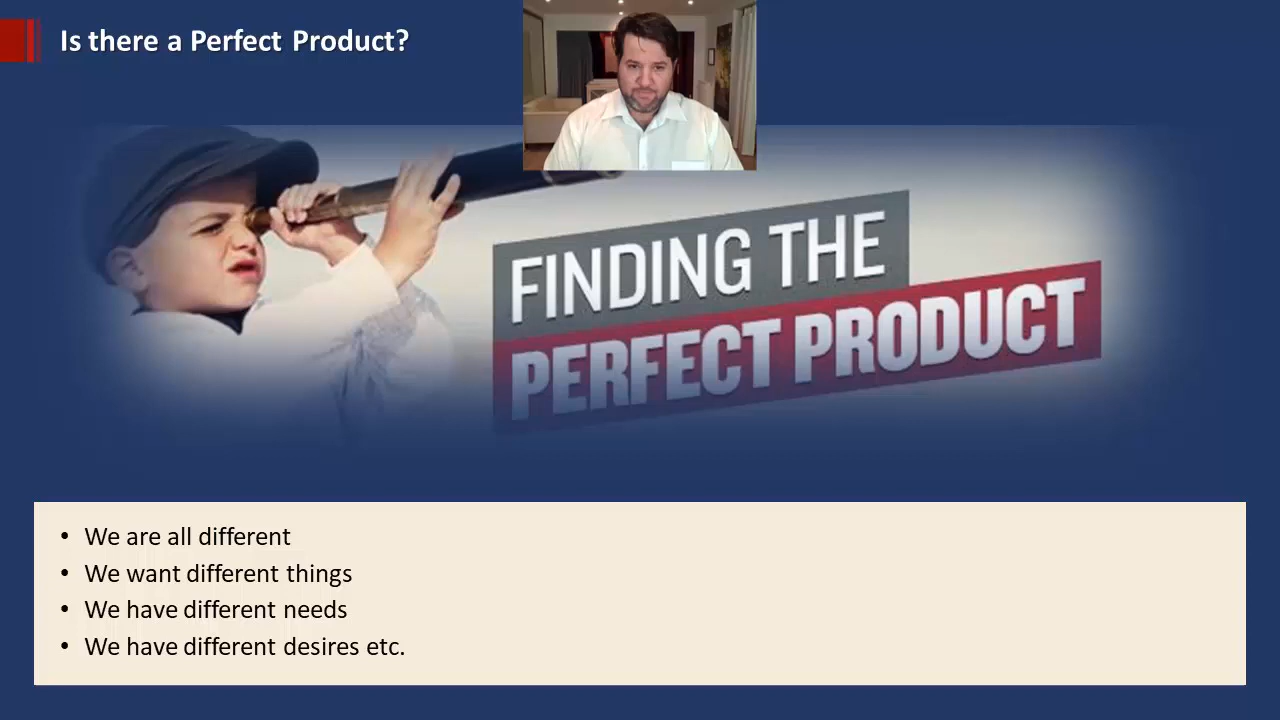 Is there a Perfect Product?
FINDING THE
PERFECT PRODUCT
• We are all different
• We want different things
• We have different needs
• We have different desires etc.